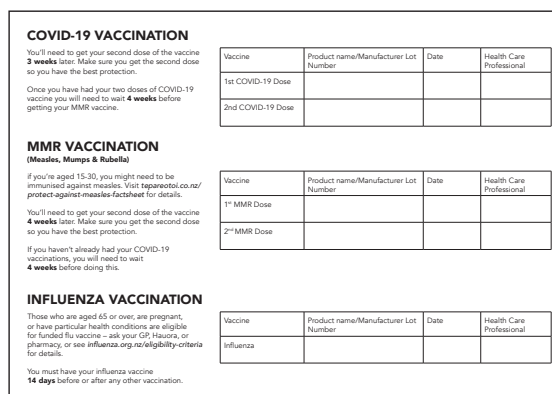 COVID-19 VACCINATION
You'll need to get your second dose of the vaccine
3 weeks later. Make sure you get the second dose
so you have the best protection.
Once you have had your two doses of COVID-19
vaccine you will need to wait 4 weeks before
getting your MMR vaccine.
Vaccine Product name/Manufacturer Lot Number Date Health Care Professional
1st COVID-19 Dose
2nd COVID-19 Dose
MMR VACCINATION
(Measles, Mumps & Rubella)
if you're aged 15-30, you might need to be
immunised against measles. Visit tepareotoi.co.nz/
protect-against-measles-factsheet for details.
You'll need to get your second dose of the vaccine
4 weeks later. Make sure you get the second dose
so you have the best protection.
If you haven't already had your COVID-19
vaccinations, you will need to wait
4 weeks before doing this.
Vaccine Product name/Manufacturer Lot Number Date Health Care Professional
1st MMR Dose
2nd MMR Dose
INFLUENZA VACCINATION
Those who are aged 65 or over, are pregnant,
or have particular health conditions are eligible
for funded flu vaccine – ask your GP, Hauora, or
pharmacy, or see influenza.org.nz/eligibility-criteria
for details.
You must have your influenza vaccine
14 days before or after any other vaccination.
Vaccine Product name/Manufacturer Lot Number Date Health Care Professional
Influenza